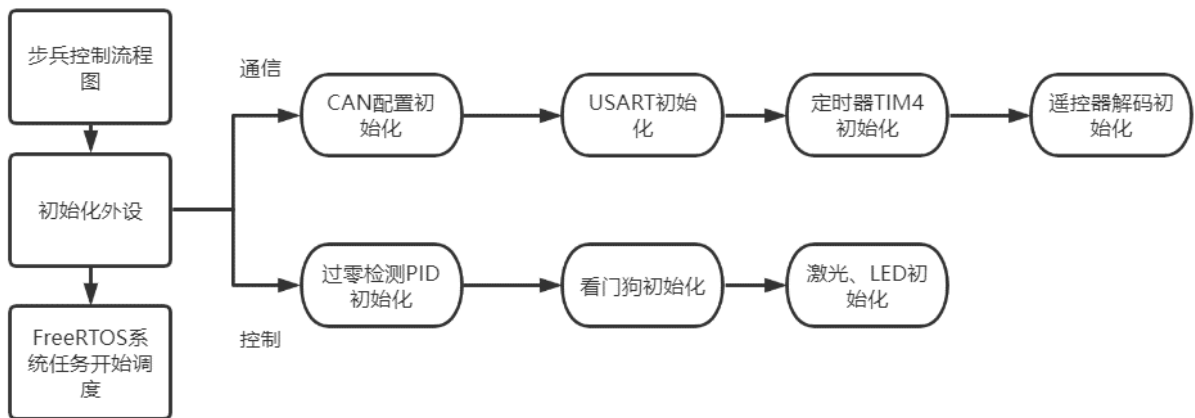 步兵控制流程
图
初始化外设
FreeRTOS系
统任务开始调
度
通信
CAN配置初
始化
USART初始
化
定时器TIM4
初始化
遥控器解码初
始化
控制
过零检测PID
初始化
看门狗初始化
激光、LED初
始化